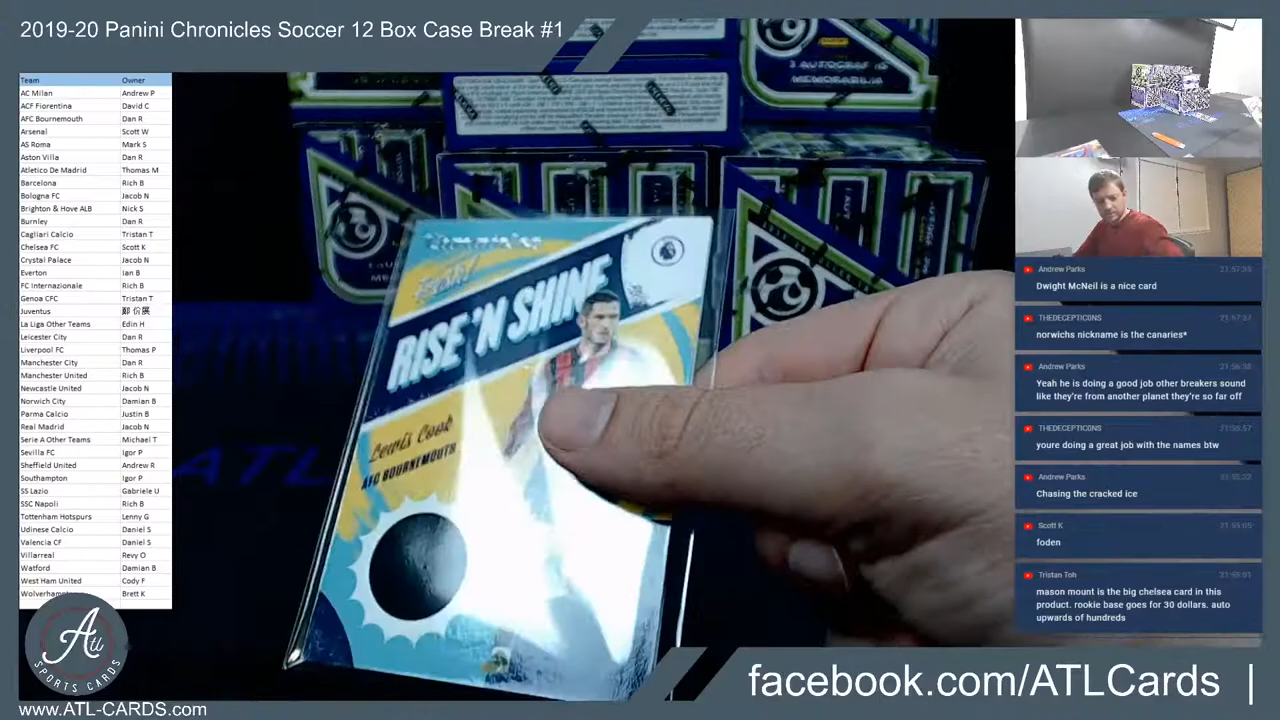 2019-20 Panini Chronicles Soccer 12 Box Case Break #1
Team Owner
AC Milan Andrew P
ACF Fiorentina David C
AFC Bournemouth Dan R
Arsenal Scott W
AS Roma Mark S
Aston Villa Dan R
Atletico De Madrid Thomas M
Barcelona Rich B
Bologna FC Jacob N
Brighton & Hove ALB Nick S
Burnley Dan R
Cagliari Calcio Tristan T
Chelsea FC Scott K
Crystal Palace Jacob N
Everton Ian B
FC Internazionale Rich B
Genoa CFC Tristan T
Juventus
La Liga Other Teams Edin H
Leicester City Dan R
Liverpool FC Thomas P
Manchester City Dan R
Manchester United Rich B
Newcastle United Jacob N
Norwich City Damian B
Parma Calcio Justin B
Real Madrid Jacob N
Serie A Other Teams Michael T
Sevilla FC Igor P
Sheffield United Andrew R
Southampton Igor P
SS Lazio Gabriele U
SSC Napoli Rich B
Tottenham Hotspurs Lenny G
Udinese Calcio Daniel S
Valencia CF Daniel S
Villarreal Revy O
Watford Damian B
West Ham United Cody F
Brett K
Atl
SPORTS CARDS
www.ATL-CARDS.com
3 AUTOGRAPHS
MEMORABILIA
RISE 'N SHINE
Lewis Cook
AFC BOURNEMOUTH
ATL
Andrew Parks
Dwight McNeil is a nice card
THEDECEPTICONS
norwichs nickname is the canaries*
Andrew Parks
Yeah he is doing a good job other breakers sound
like they're from another planet they're so far off
THEDECEPTICONS
youre doing a great job with the names btw
Andrew Parks
Chasing the cracked ice
Scott K
foden
Tristan Toh
mason mount is the big chelsea card in this
product. rookie base goes for 30 dollars. auto
upwards of hundreds
facebook.com/ATLCards |